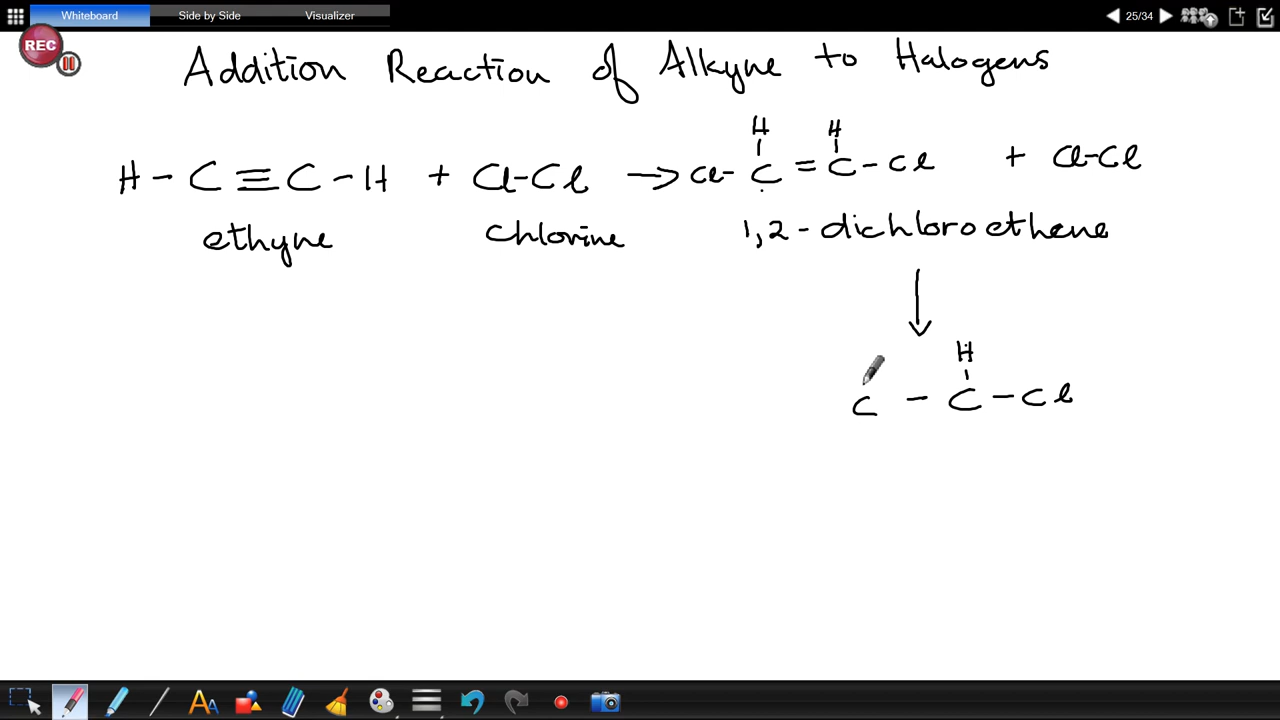 Whiteboard Side by Side Visualizer 25/34
REC
Addition Reaction of Alkyne to Halogens
H H
H - C ≡ C - H + Cl-Cl → Cl- C = C - Cl + Cl-Cl
ethyne chlorine 1,2 - dichloroethene
↓
H
C - C - Cl
A